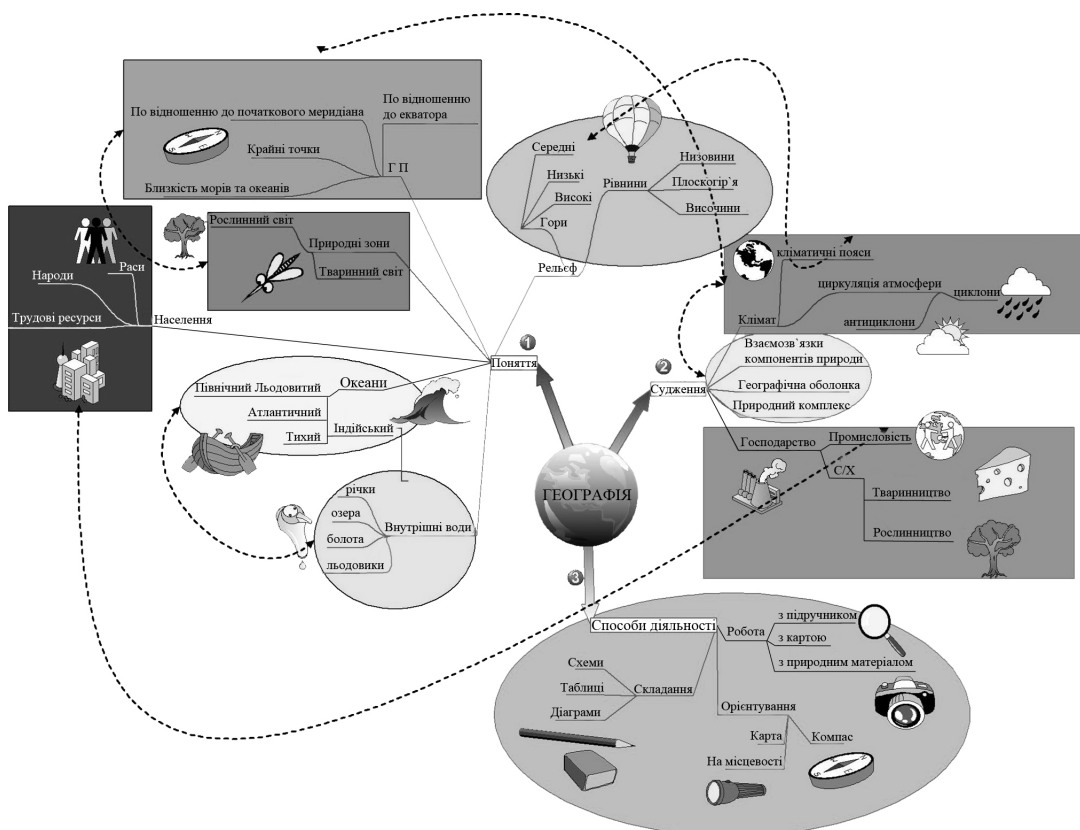 ГЕОГРАФІЯ
1
Поняття
Г П
По відношенню до початкового меридіана
По відношенню
до екватора
Крайні точки
Близкість морів та океанів
Рослинний світ
Природні зони
Тваринний світ
Раси
Народи
Трудові ресурси
Населення
Середні
Низькі
Високі
Гори
Рівнини
Низовини
Плоскогір`я
Височини
Рельєф
Океани
Північний Льодовитий
Атлантичний
Тихий
Індійський
річки
озера
болота
льодовики
Внутрішні води
2
Судження
кліматичні пояси
циркуляція атмосфери
циклони
антициклони
Клімат
Взаємозв`язки
компонентів природи
Географічна оболонка
Природний комплекс
Господарство
Промисловість
С/Х
Тваринництво
Рослинництво
3
Способи діяльності
Робота
з підручником
з картою
з природним матеріалом
Схеми
Таблиці
Діаграми
Складання
Орієнтування
Карта
Компас
На місцевості